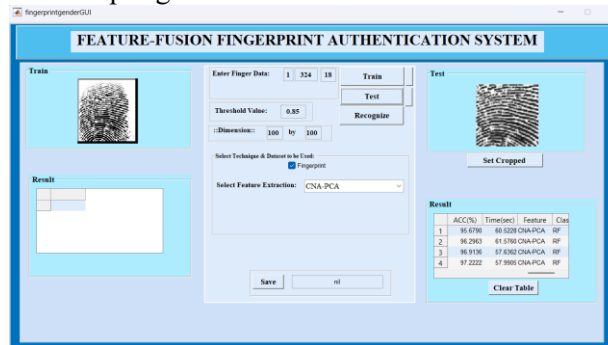 fingerprintgenderGUI
FEATURE-FUSION FINGERPRINT AUTHENTICATION SYSTEM
Train
Enter Finger Data: 1 324 18
Train
Test
Recognize
Threshold Value: 0.85
::Dimension:: 100 by 100
Select Technique & Dataset to be Used:
Fingerprint
Select Feature Extraction: CNA-PCA
Save nil
Result
Test
Set Cropped
Result
ACC(%) Time(sec) Feature Clas
1 95.6790 60.5228 CNA-PCA RF
2 96.2963 61.5760 CNA-PCA RF
3 96.9136 57.6362 CNA-PCA RF
4 97.2222 57.9905 CNA-PCA RF
Clear Table